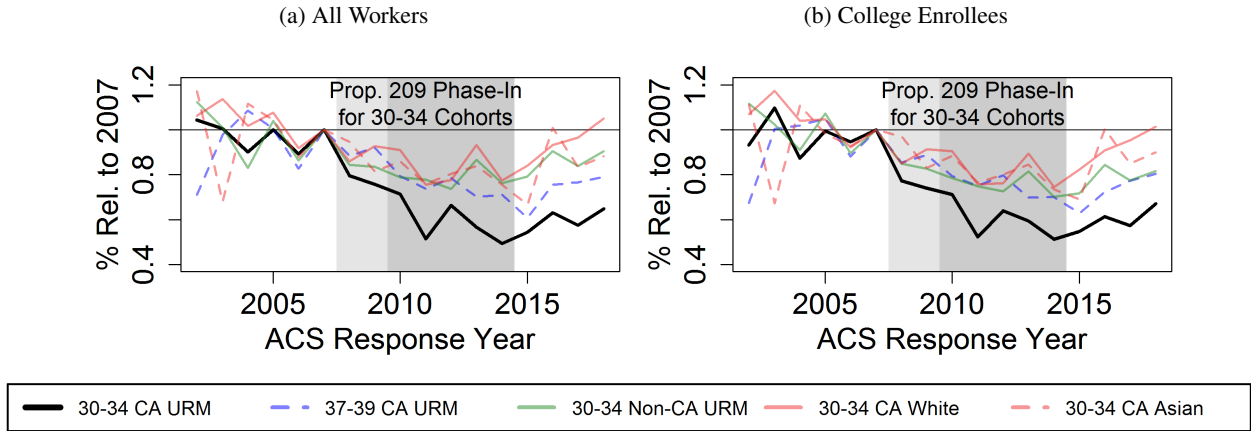 (a) All Workers
(b) College Enrollees
Prop. 209 Phase-In
for 30-34 Cohorts
% Rel. to 2007
1.2
0.8
0.4
2005
2010
2015
ACS Response Year
Prop. 209 Phase-In
for 30-34 Cohorts
% Rel. to 2007
1.2
0.8
0.4
2005
2010
2015
ACS Response Year
30-34 CA URM
37-39 CA URM
30-34 Non-CA URM
30-34 CA White
30-34 CA Asian